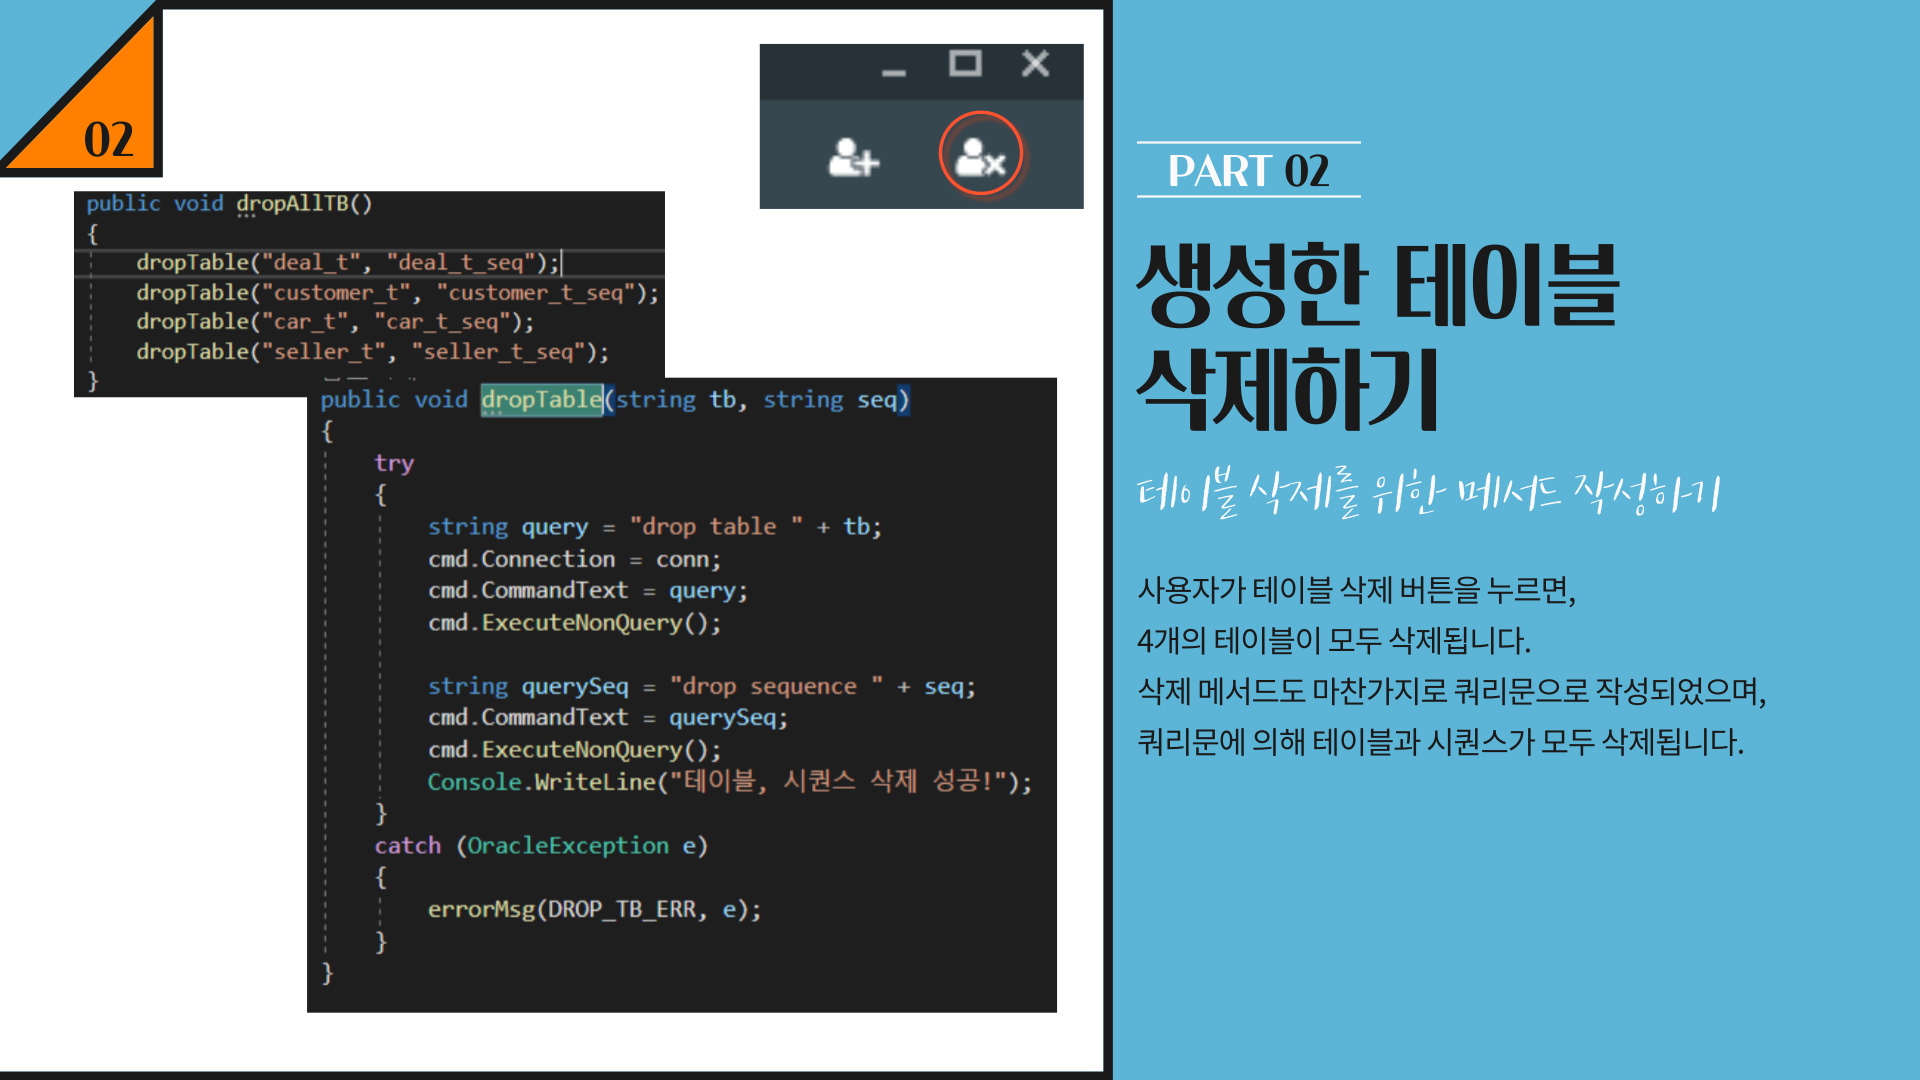 02
public void dropAllTB()
{
dropTable("deal_t", "deal_t_seq");
dropTable("customer_t", "customer_t_seq");
dropTable("car_t", "car_t_seq");
dropTable("seller_t", "seller_t_seq");
}
public void dropTable(string tb, string seq)
{
try
{
string query = "drop table " + tb;
cmd.Connection = conn;
cmd.CommandText = query;
cmd.ExecuteNonQuery();
string querySeq = "drop sequence " + seq;
cmd.CommandText = querySeq;
cmd.ExecuteNonQuery();
Console.WriteLine("테이블, 시퀀스 삭제 성공!");
}
catch (OracleException e)
{
errorMsg(DROP_TB_ERR, e);
}
}
PART 02
생성한 테이블
삭제하기
테이블 삭제를 위한 메서드 작성하기
사용자가 테이블 삭제 버튼을 누르면,
4개의 테이블이 모두 삭제됩니다.
삭제 메서드도 마찬가지로 쿼리문으로 작성되었으며,
쿼리문에 의해 테이블과 시퀀스가 모두 삭제됩니다.